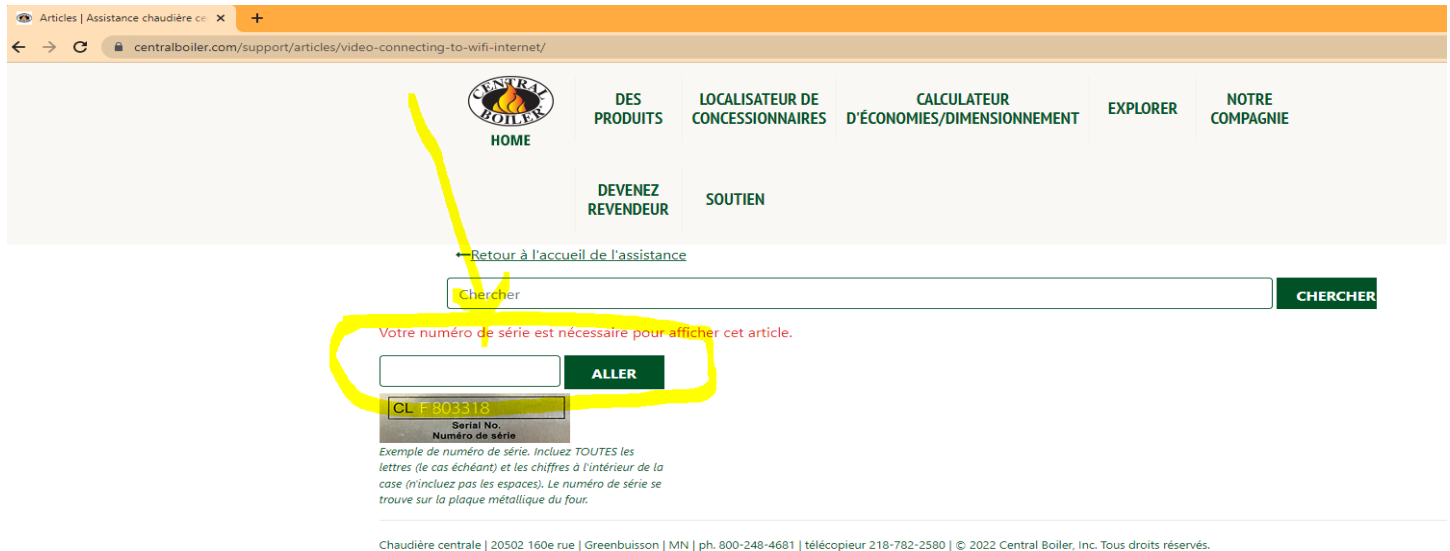 Articles | Assistance chaudière ce
centralboiler.com/support/articles/video-connecting-to-wifi-internet/
CENTRAL BOILER
HOME
DES PRODUITS
LOCALISATEUR DE CONCESSIONNAIRES
CALCULATEUR D'ÉCONOMIES/DIMENSIONNEMENT
EXPLORER
NOTRE COMPAGNIE
DEVENEZ REVENDEUR
SOUTIEN
←Retour à l'accueil de l'assistance
Chercher
CHERCHER
Votre numéro de série est nécessaire pour afficher cet article.
ALLER
CL F803318
Serial No.
Numéro de série
Exemple de numéro de série. Incluez TOUTES les
lettres (le cas échéant) et les chiffres à l'intérieur de la
case (n'incluez pas les espaces). Le numéro de série se
trouve sur la plaque métallique du four.
Chaudière centrale | 20502 160e rue | Greenbuisson | MN | ph. 800-248-4681 | télécopieur 218-782-2580 | © 2022 Central Boiler, Inc. Tous droits réservés.